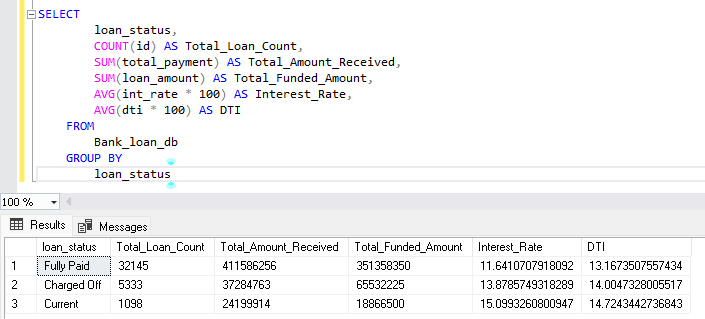 SELECT
loan_status,
COUNT(id) AS Total_Loan_Count,
SUM(total_payment) AS Total_Amount_Received,
SUM(loan_amount) AS Total_Funded_Amount,
AVG(int_rate * 100) AS Interest_Rate,
AVG(dti * 100) AS DTI
FROM
Bank_loan_db
GROUP BY
loan_status
100 %
Results Messages
loan_status Total_Loan_Count Total_Amount_Received Total_Funded_Amount Interest_Rate DTI
1 Fully Paid 32145 411586256 351358350 11.6410707918092 13.1673507557434
2 Charged Off 5333 37284763 65532225 13.8785749318289 14.0047328005517
3 Current 1098 24199914 18866500 15.0993260800947 14.7243442736843